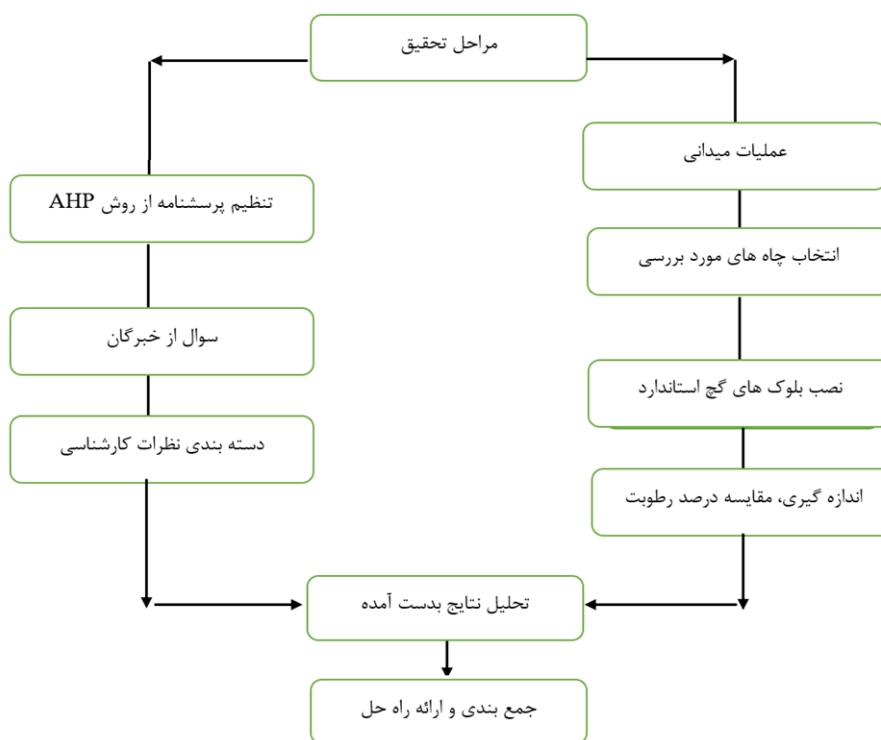 مراحل تحقیق
عملیات میدانی
انتخاب چاه های مورد بررسی
نصب بلوک های گچ استاندارد
اندازه گیری، مقایسه درصد رطوبت
تنظیم پرسشنامه از روش AHP
سوال از خبرگان
دسته بندی نظرات کارشناسی
تحلیل نتایج بدست آمده
جمع بندی و ارائه راه حل